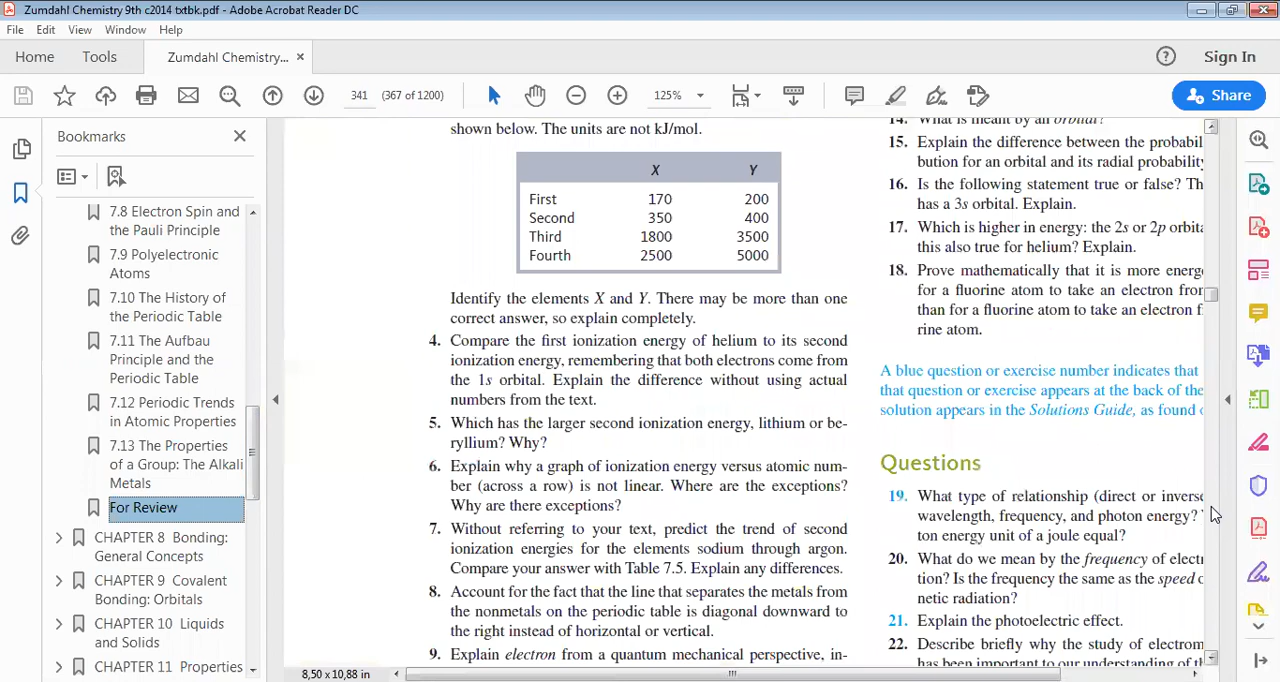 Zumdahl Chemistry 9th c2014 txtbk.pdf - Adobe Acrobat Reader DC
File Edit View Window Help
Home Tools Zumdahl Chemistry... ×
Sign In
341 (367 of 1200) 125% Share
Bookmarks
7.8 Electron Spin and
the Pauli Principle
7.9 Polyelectronic
Atoms
7.10 The History of
the Periodic Table
7.11 The Aufbau
Principle and the
Periodic Table
7.12 Periodic Trends
in Atomic Properties
7.13 The Properties
of a Group: The Alkali
Metals
For Review
CHAPTER 8 Bonding:
General Concepts
CHAPTER 9 Covalent
Bonding: Orbitals
CHAPTER 10 Liquids
and Solids
CHAPTER 11 Properties
shown below. The units are not kJ/mol.
X Y
First 170 200
Second 350 400
Third 1800 3500
Fourth 2500 5000
Identify the elements X and Y. There may be more than one
correct answer, so explain completely.
4. Compare the first ionization energy of helium to its second
ionization energy, remembering that both electrons come from
the 1s orbital. Explain the difference without using actual
numbers from the text.
5. Which has the larger second ionization energy, lithium or be-
ryllium? Why?
6. Explain why a graph of ionization energy versus atomic num-
ber (across a row) is not linear. Where are the exceptions?
Why are there exceptions?
7. Without referring to your text, predict the trend of second
ionization energies for the elements sodium through argon.
Compare your answer with Table 7.5. Explain any differences.
8. Account for the fact that the line that separates the metals from
the nonmetals on the periodic table is diagonal downward to
the right instead of horizontal or vertical.
9. Explain electron from a quantum mechanical perspective, in-
14. What is meant by an orbital?
15. Explain the difference between the probabil
bution for an orbital and its radial probability
16. Is the following statement true or false? Th
has a 3s orbital. Explain.
17. Which is higher in energy: the 2s or 2p orbita
this also true for helium? Explain.
18. Prove mathematically that it is more energ
for a fluorine atom to take an electron from
than for a fluorine atom to take an electron f
rine atom.
A blue question or exercise number indicates that
that question or exercise appears at the back of the
solution appears in the Solutions Guide, as found o
Questions
19. What type of relationship (direct or inverse
wavelength, frequency, and photon energy?
ton energy unit of a joule equal?
20. What do we mean by the frequency of electr
tion? Is the frequency the same as the speed o
netic radiation?
21. Explain the photoelectric effect.
22. Describe briefly why the study of electrom
has been important to our understanding of th
8,50 x 10,88 in